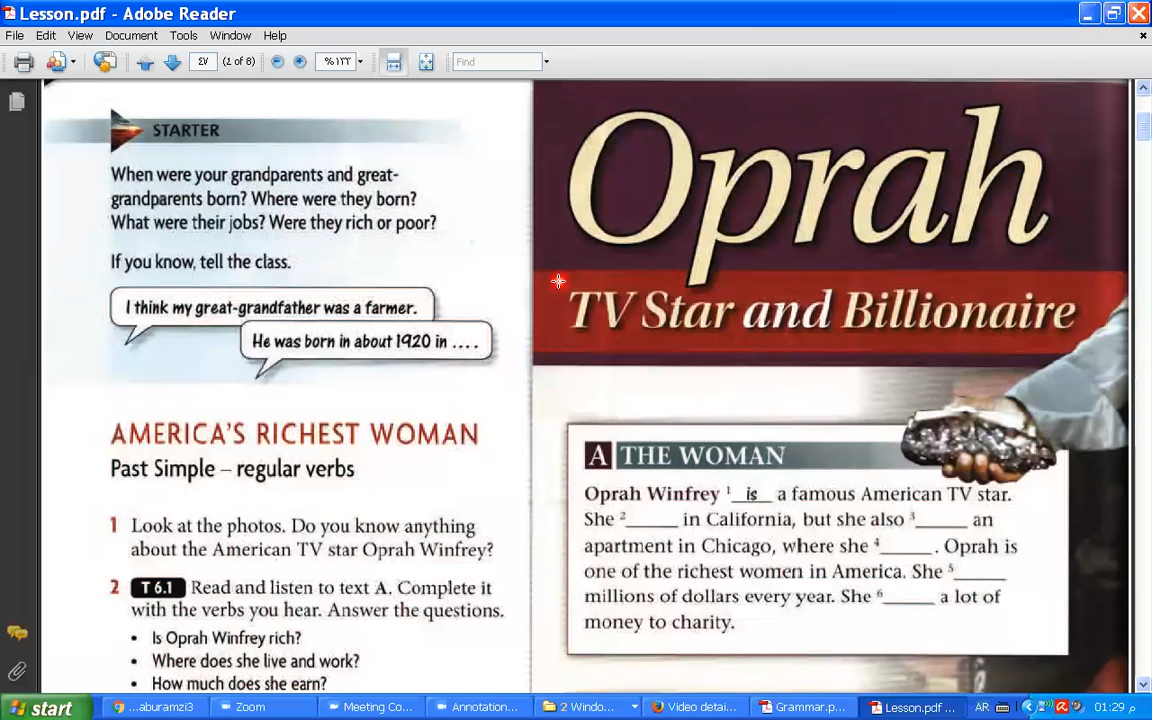 Lesson.pdf - Adobe Reader
File Edit View Document Tools Window Help
٤٧ (٤ of 8) %١٣٣ Find
STARTER
When were your grandparents and great-
grandparents born? Where were they born?
What were their jobs? Were they rich or poor?
If you know, tell the class.
I think my great-grandfather was a farmer.
He was born in about 1920 in ....
AMERICA'S RICHEST WOMAN
Past Simple – regular verbs
1 Look at the photos. Do you know anything
about the American TV star Oprah Winfrey?
2 T 6.1 Read and listen to text A. Complete it
with the verbs you hear. Answer the questions.
• Is Oprah Winfrey rich?
• Where does she live and work?
• How much does she earn?
Oprah
TV Star and Billionaire
A THE WOMAN
Oprah Winfrey ¹ is a famous American TV star.
She ²_____ in California, but she also ³_____ an
apartment in Chicago, where she ⁴_____. Oprah is
one of the richest women in America. She ⁵_____
millions of dollars every year. She ⁶_____ a lot of
money to charity.
start ...aburamzi3 Zoom Meeting Co... Annotation... 2 Windo... Video detai... Grammar.p... Lesson.pdf ... AR 01:29 م